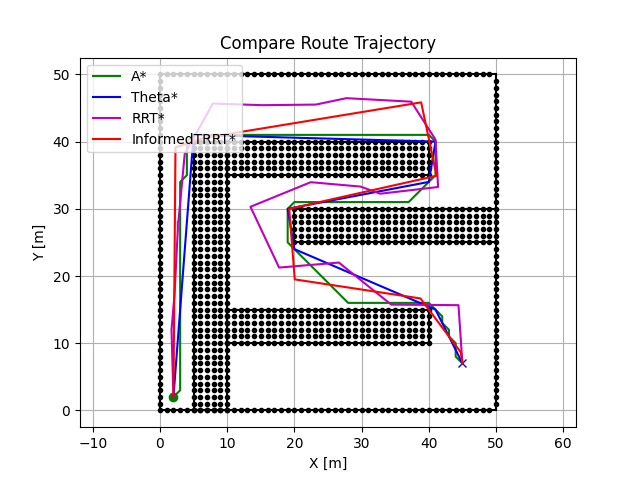 Compare Route Trajectory
A*
Theta*
RRT*
InformedTRRT*
50
40
30
20
10
0
Y [m]
−10 0 10 20 30 40 50 60
X [m]